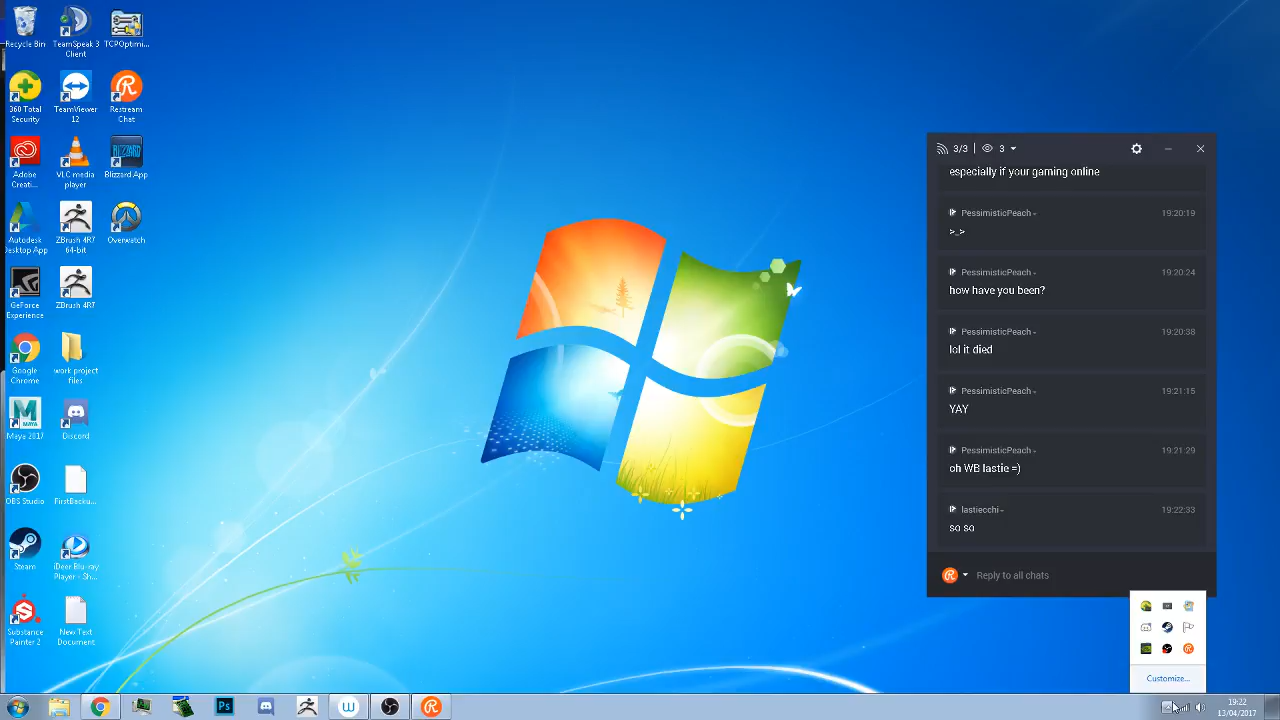 Recycle Bin
TeamSpeak 3
Client
TCPOptimi...
360 Total
Security
TeamViewer
12
Restream
Chat
Adobe
Creati...
VLC media
player
BLIZZARD
Blizzard App
Autodesk
Desktop App
ZBrush 4R7
64-bit
Overwatch
GeForce
Experience
ZBrush 4R7
Google
Chrome
work project
files
MAYA
Maya 2017
Discord
OBS Studio
FirstBacku...
Steam
iDeer Blu-ray
Player - Sh...
Substance
Painter 2
New Text
Document
3/3
3
especially if your gaming online
PessimisticPeach
19:20:19
>_>
PessimisticPeach
19:20:24
how have you been?
PessimisticPeach
19:20:38
lol it died
PessimisticPeach
19:21:15
YAY
PessimisticPeach
19:21:29
oh WB lastie =)
lastiecchi
19:22:33
so so
Reply to all chats
Customize...
Ps
19:22
13/04/2017